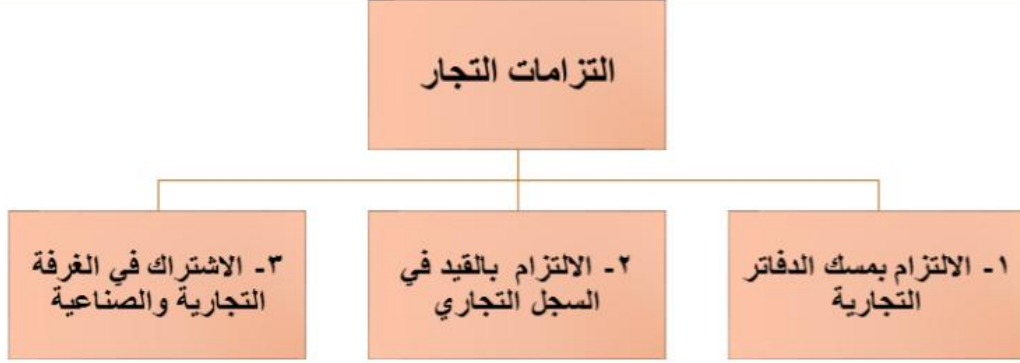 التزامات التجار
١- الالتزام بمسك الدفاتر
التجارية
٢- الالتزام بالقيد في
السجل التجاري
٣- الاشتراك في الغرفة
التجارية والصناعية